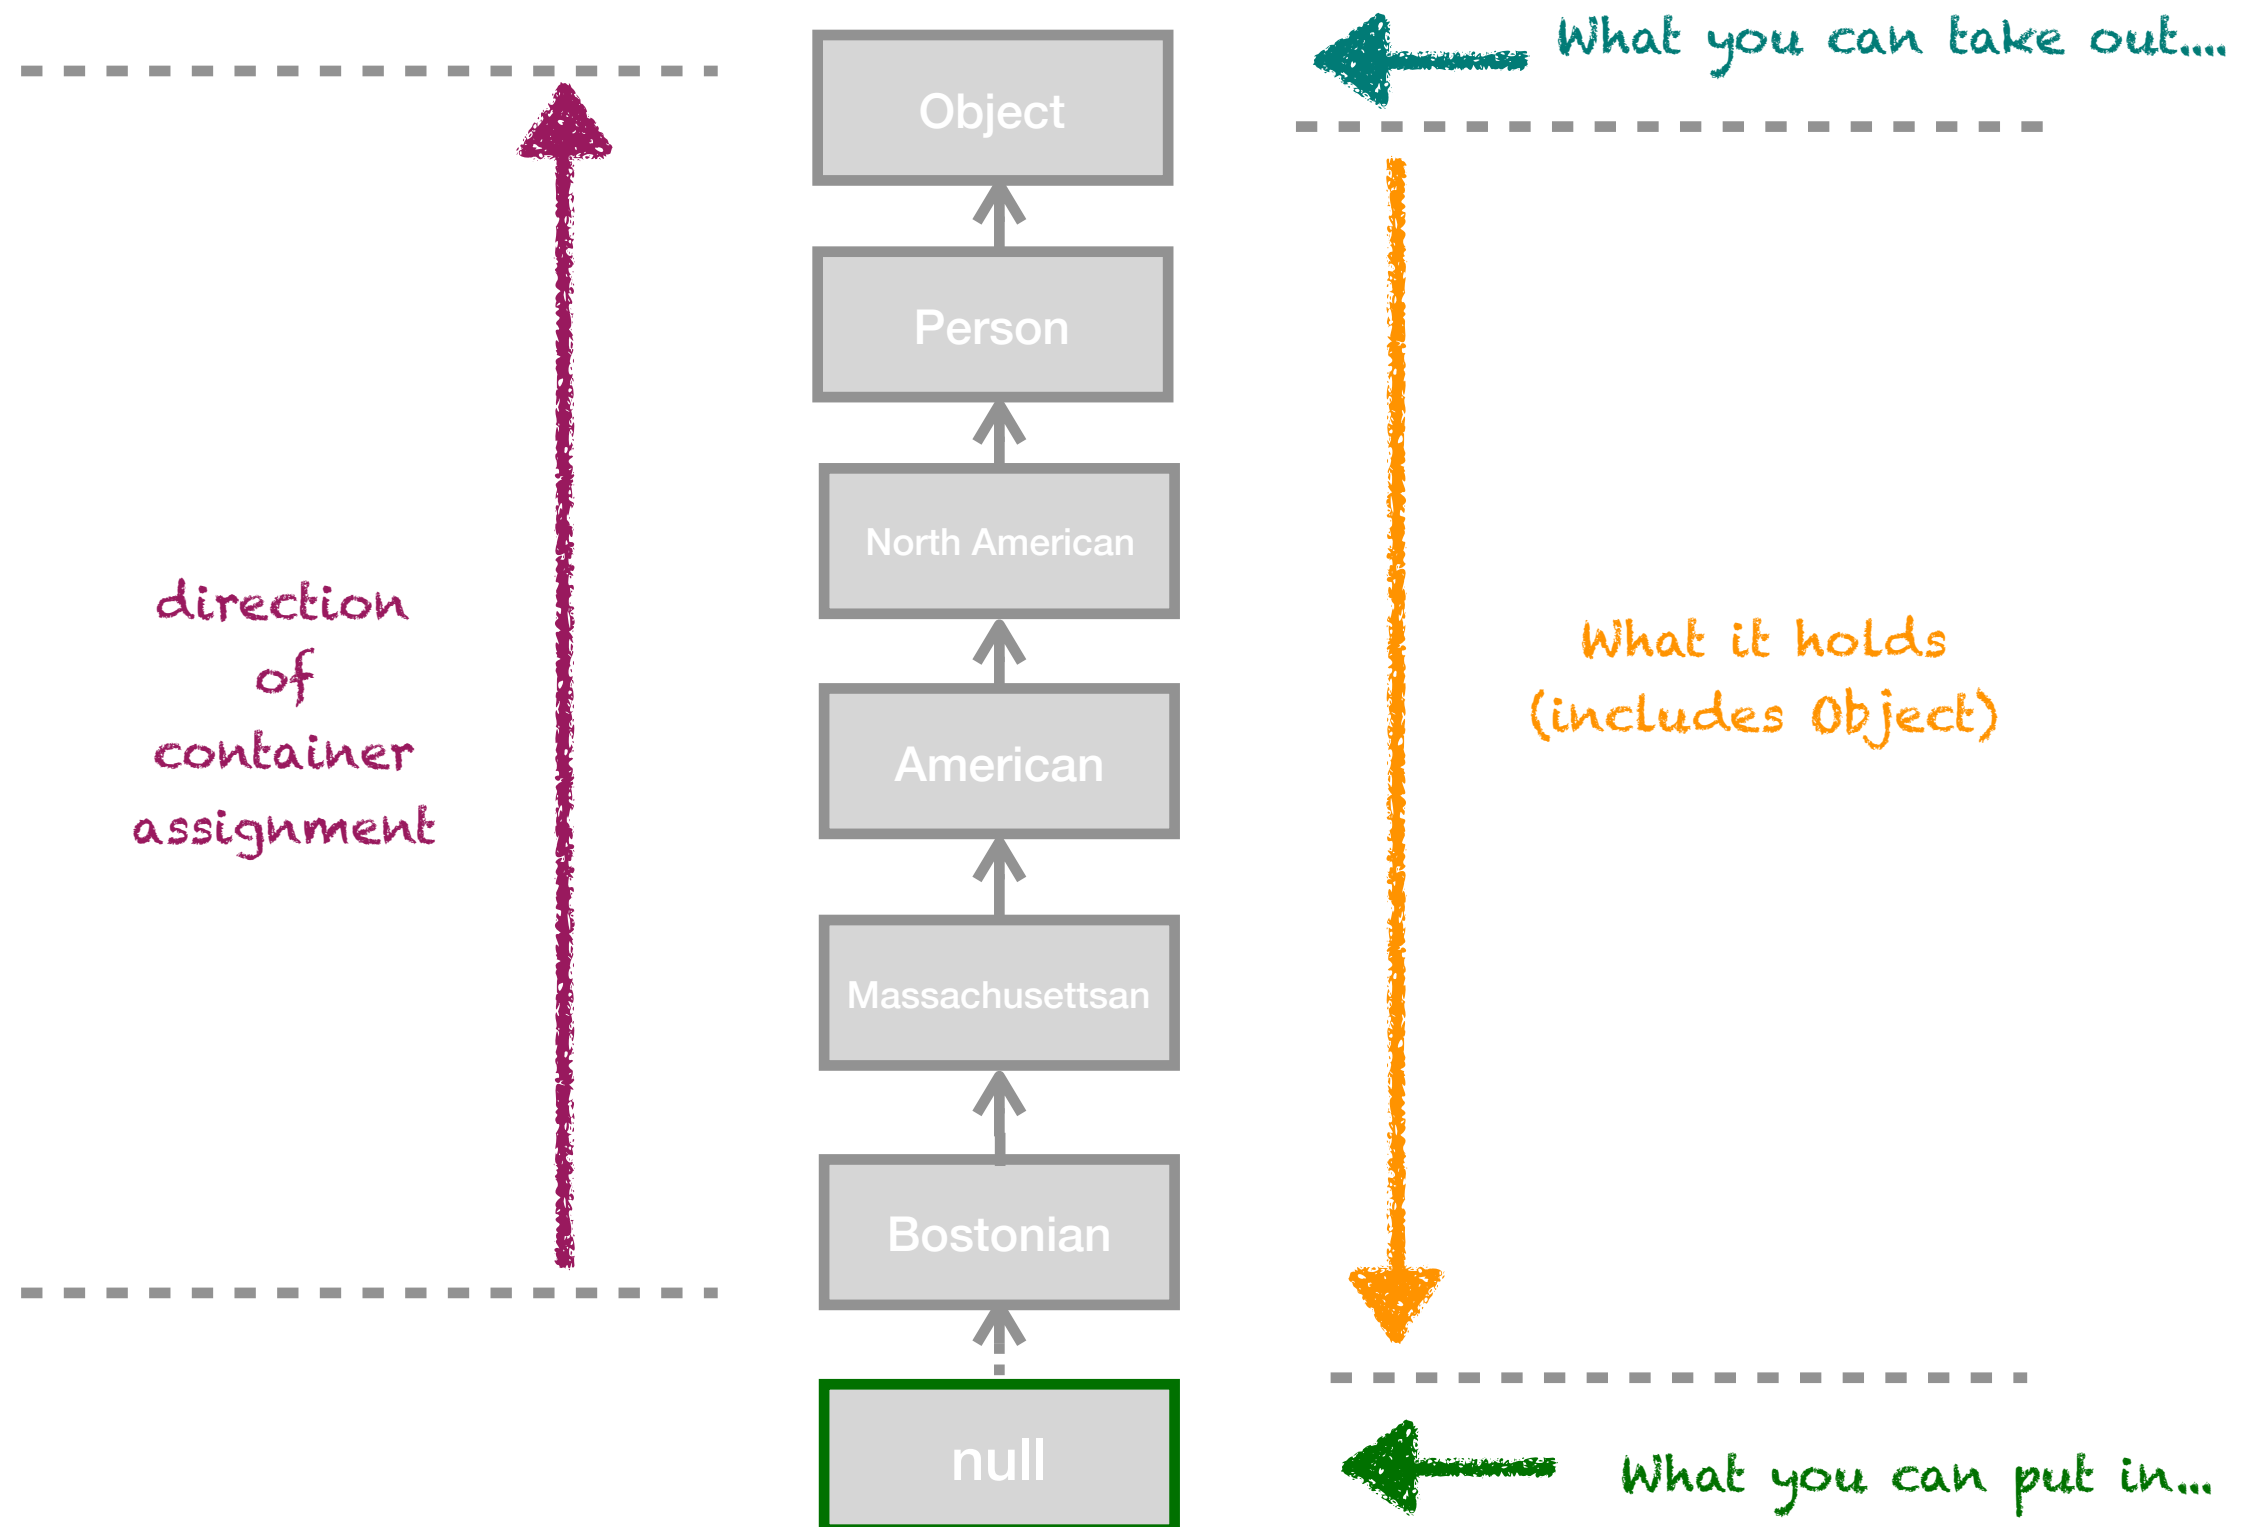 What you can take out....
Object
Person
North American
direction
of
container
assignment
What it holds
(includes Object)
American
Massachusettsan
Bostonian
null
What you can put in...